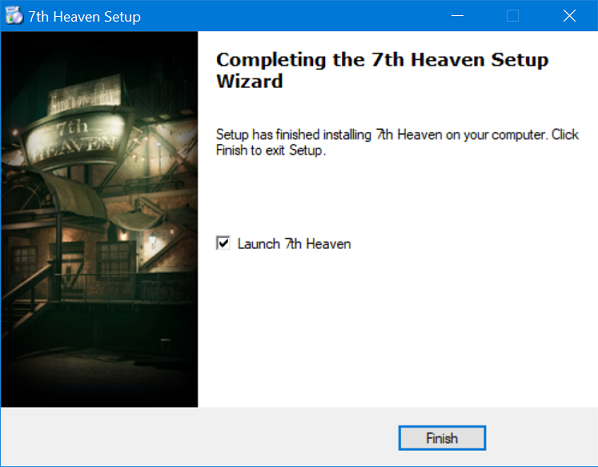 7th Heaven Setup
Completing the 7th Heaven Setup
Wizard
7th
HEAVEN
Setup has finished installing 7th Heaven on your computer. Click
Finish to exit Setup.
Launch 7th Heaven
Finish